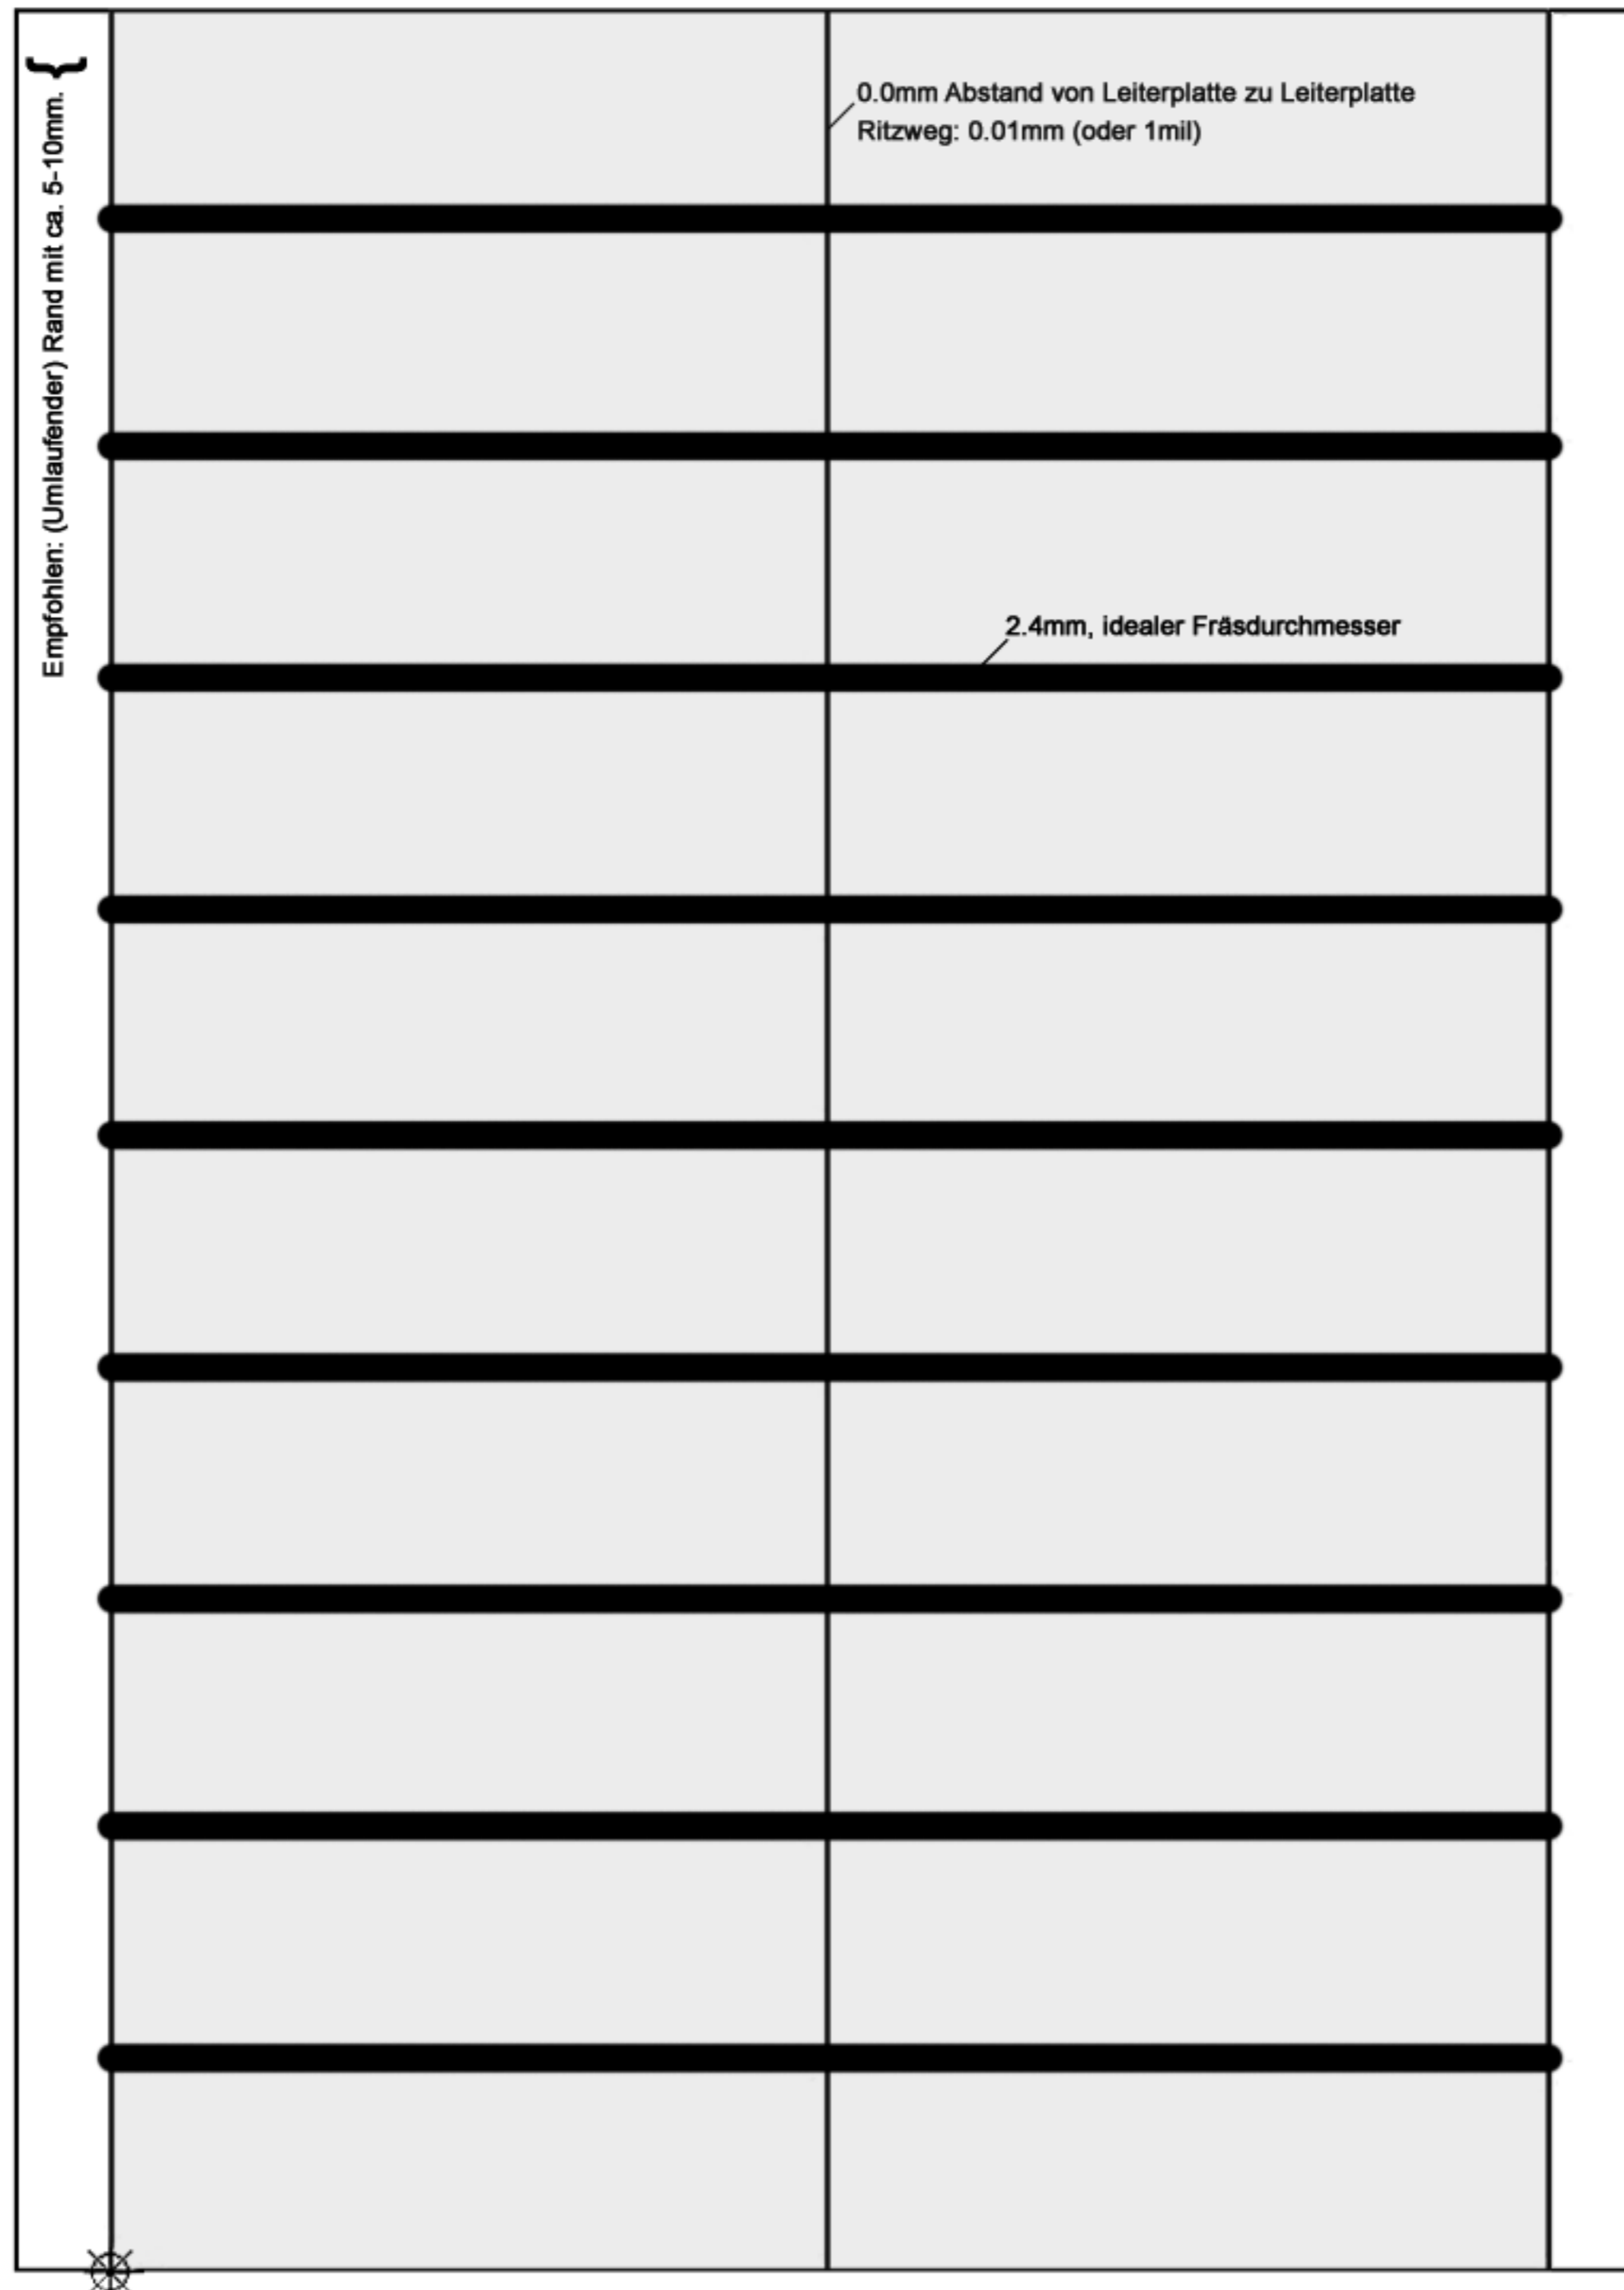 Empfohlen: (Umlaufender) Rand mit ca. 5-10mm.
0.0mm Abstand von Leiterplatte zu Leiterplatte
Ritzweg: 0.01mm (oder 1mil)
2.4mm, idealer Fräsdurchmesser